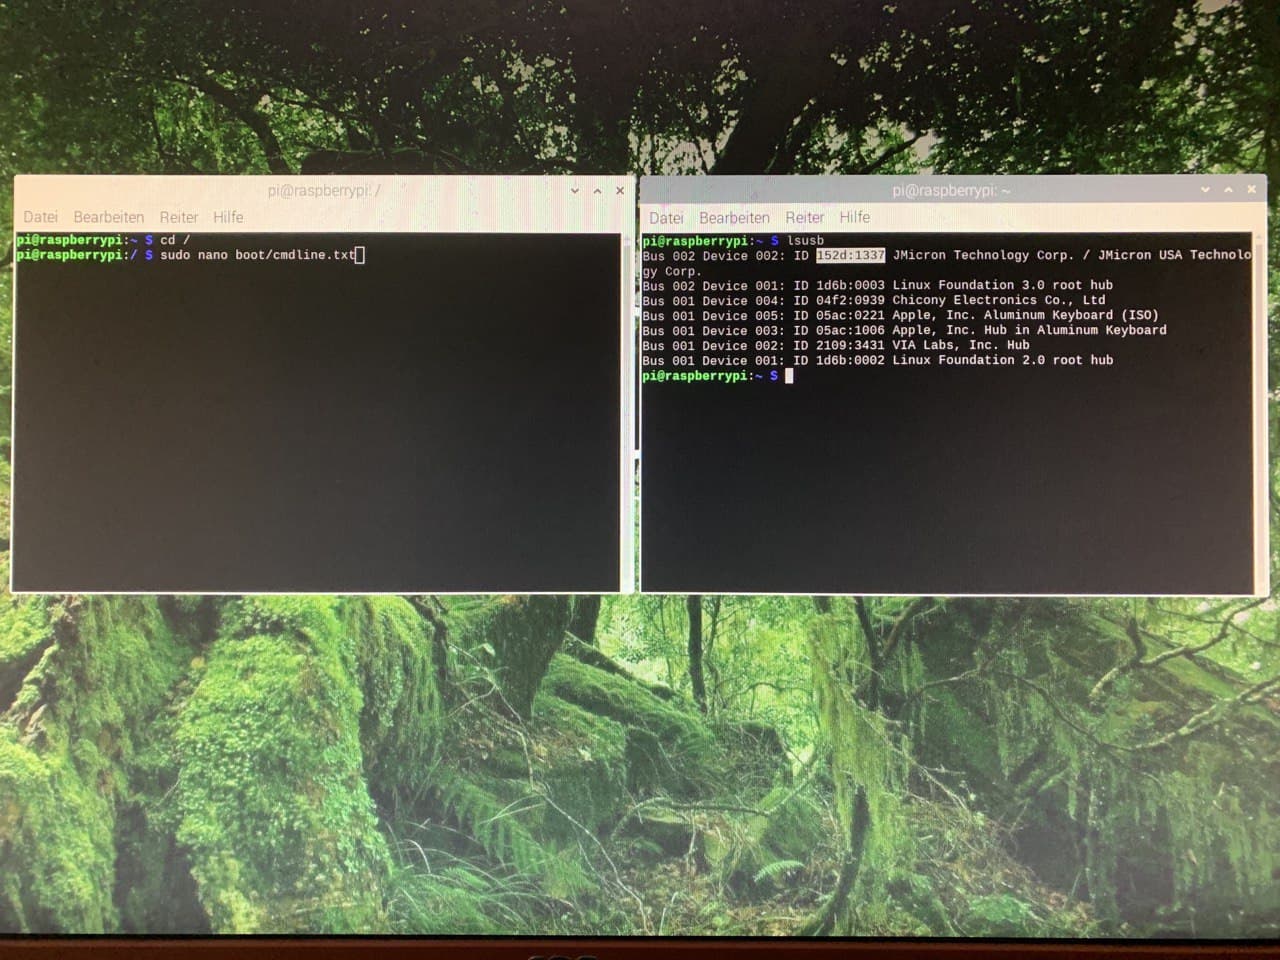 pi@raspberrypi: /
Datei Bearbeiten Reiter Hilfe
pi@raspberrypi:~ $ cd /
pi@raspberrypi:/ $ sudo nano boot/cmdline.txt
pi@raspberrypi: ~
Datei Bearbeiten Reiter Hilfe
pi@raspberrypi:~ $ lsusb
Bus 002 Device 002: ID 152d:1337 JMicron Technology Corp. / JMicron USA Technolo
gy Corp.
Bus 002 Device 001: ID 1d6b:0003 Linux Foundation 3.0 root hub
Bus 001 Device 004: ID 04f2:0939 Chicony Electronics Co., Ltd
Bus 001 Device 005: ID 05ac:0221 Apple, Inc. Aluminum Keyboard (ISO)
Bus 001 Device 003: ID 05ac:1006 Apple, Inc. Hub in Aluminum Keyboard
Bus 001 Device 002: ID 2109:3431 VIA Labs, Inc. Hub
Bus 001 Device 001: ID 1d6b:0002 Linux Foundation 2.0 root hub
pi@raspberrypi:~ $